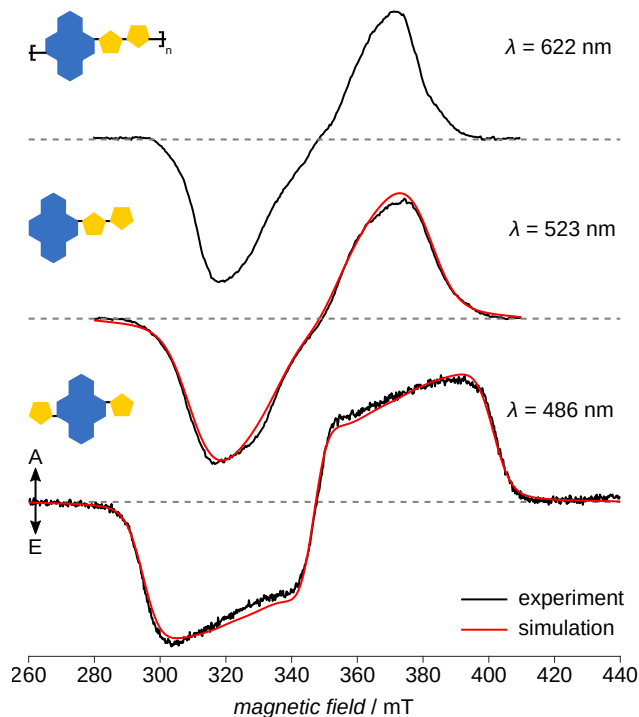 n
λ = 622 nm
λ = 523 nm
λ = 486 nm
A
E
experiment
simulation
260 280 300 320 340 360 380 400 420 440
magnetic field / mT